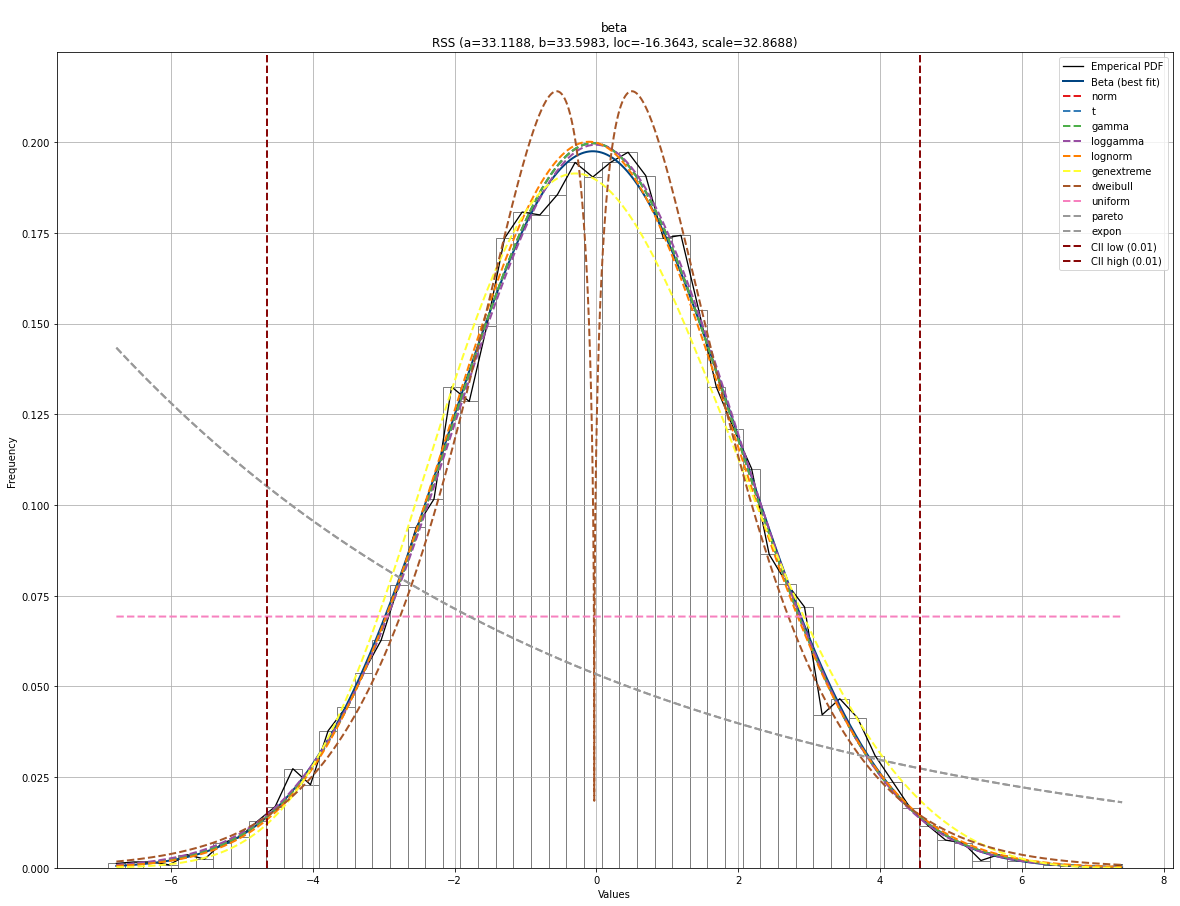 beta
RSS (a=33.1188, b=33.5983, loc=-16.3643, scale=32.8688)
Emperical PDF
Beta (best fit)
norm
t
gamma
loggamma
lognorm
genextreme
dweibull
uniform
pareto
expon
CII low (0.01)
CII high (0.01)
0.200
0.175
0.150
0.125
0.100
0.075
0.050
0.025
0.000
Frequency
−6
−4
−2
0
2
4
6
8
Values